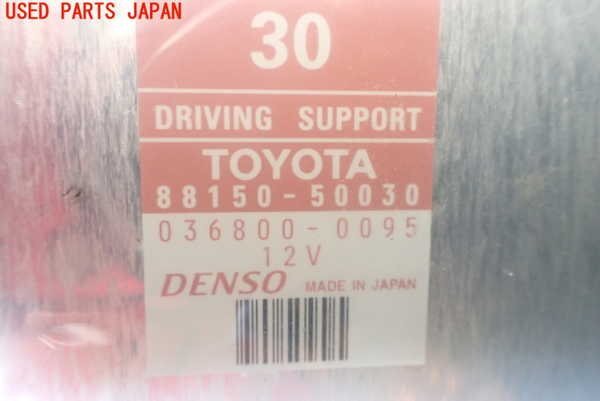 USED PARTS JAPAN
30
DRIVING SUPPORT
TOYOTA
88150-50030
036800-0095
12V
DENSO MADE IN JAPAN